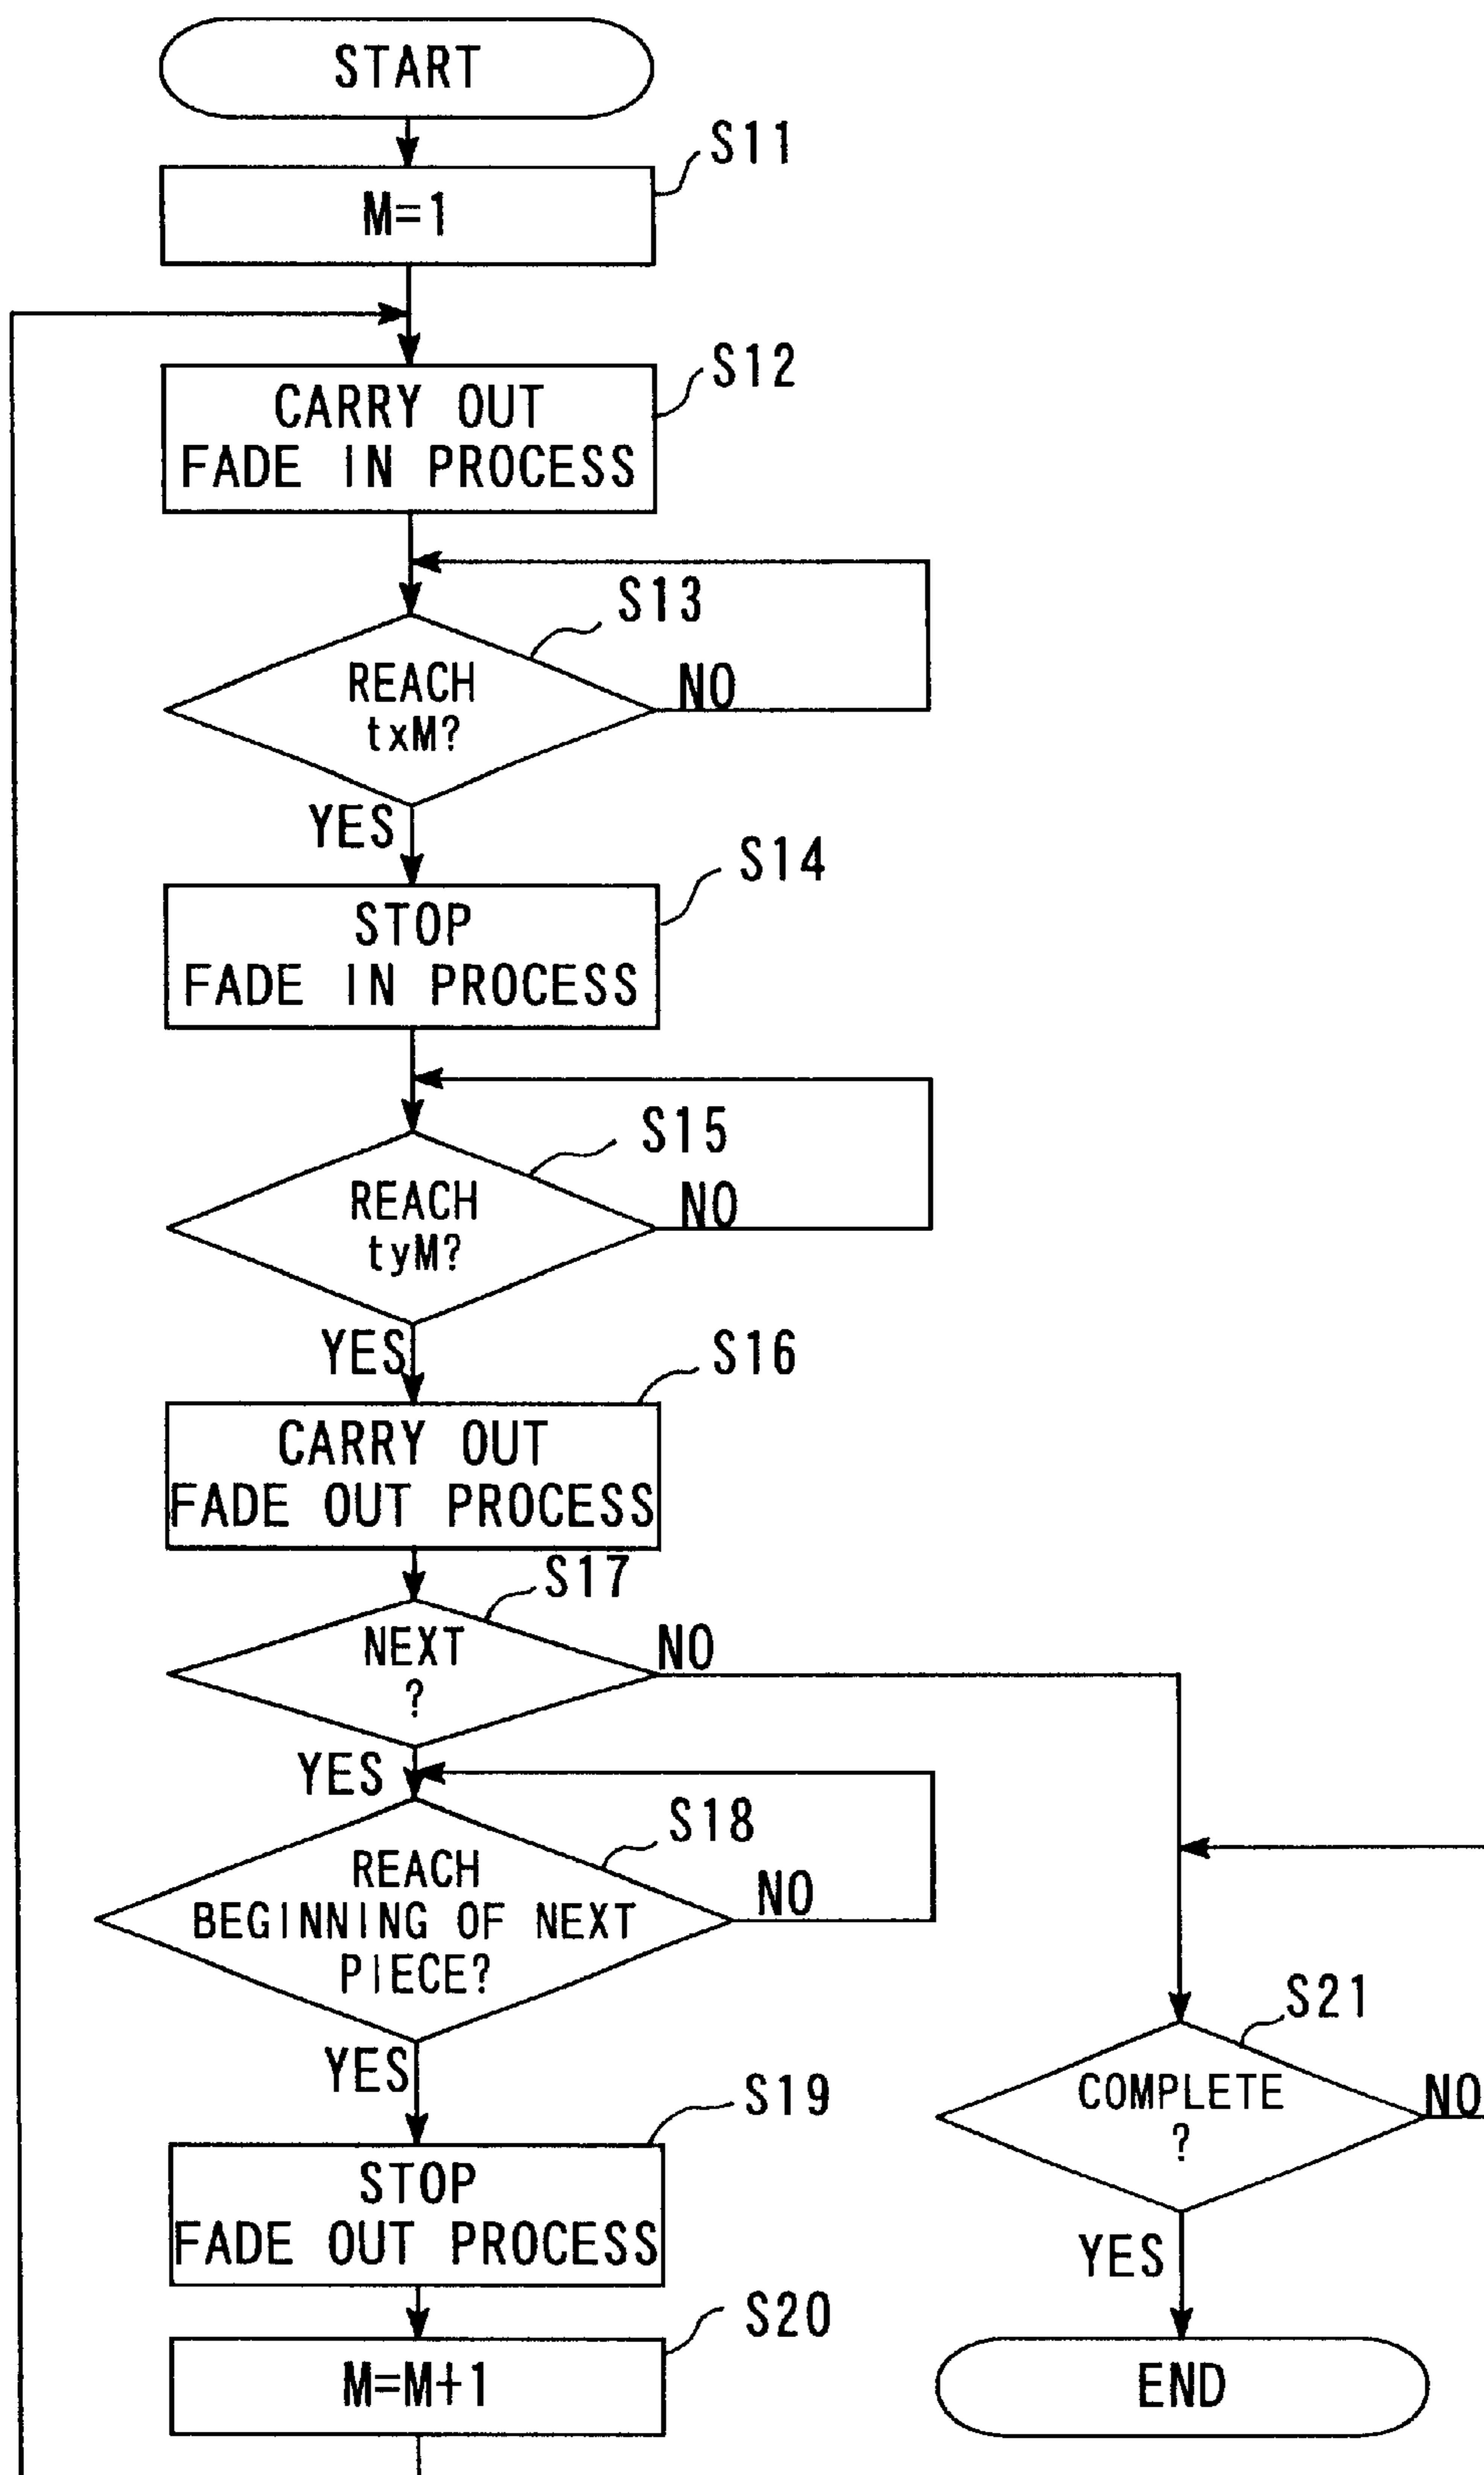 START
S11
M=1
S12
CARRY OUT
FADE IN PROCESS
S13
REACH
txM?
NO
YES
S14
STOP
FADE IN PROCESS
S15
REACH
tyM?
NO
YES
S16
CARRY OUT
FADE OUT PROCESS
S17
NEXT
?
NO
YES
S18
REACH
BEGINNING OF NEXT
PIECE?
NO
YES
S19
STOP
FADE OUT PROCESS
S20
M=M+1
S21
COMPLETE
?
NO
YES
END